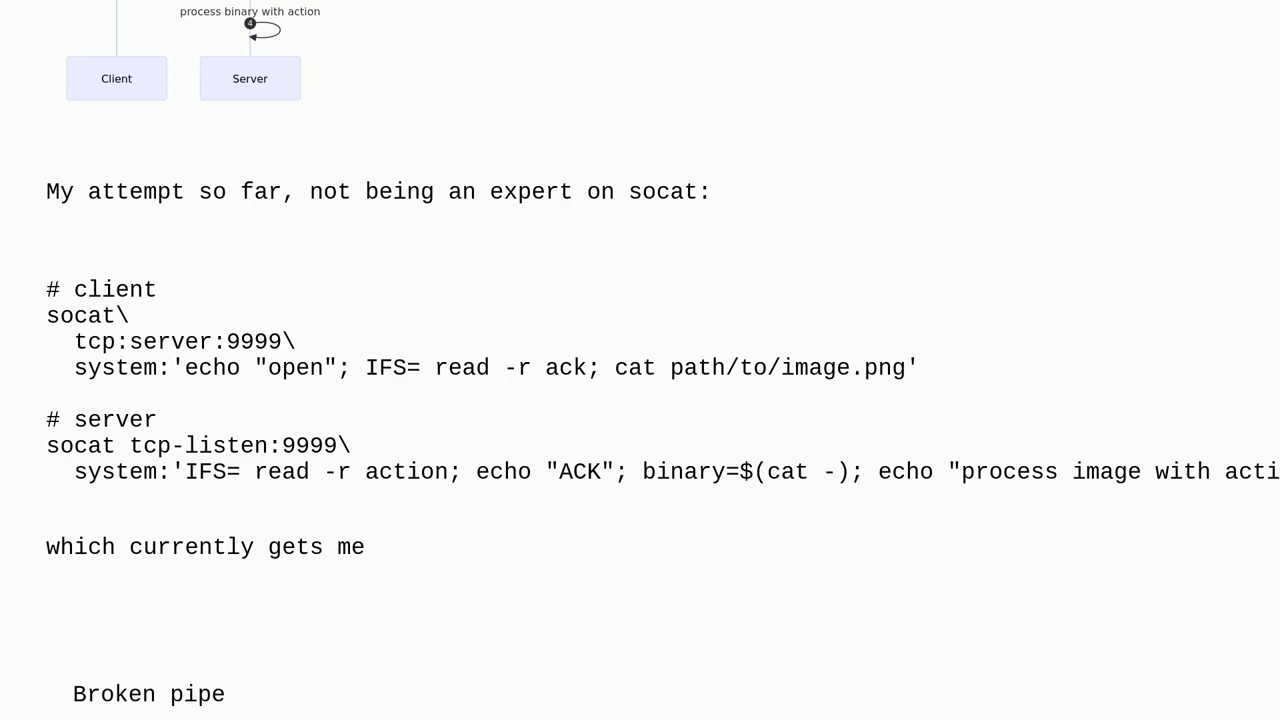 process binary with action
4
Client
Server
My attempt so far, not being an expert on socat:
# client
socat\
  tcp:server:9999\
  system:'echo "open"; IFS= read -r ack; cat path/to/image.png'
# server
socat tcp-listen:9999\
  system:'IFS= read -r action; echo "ACK"; binary=$(cat -); echo "process image with acti
which currently gets me
Broken pipe